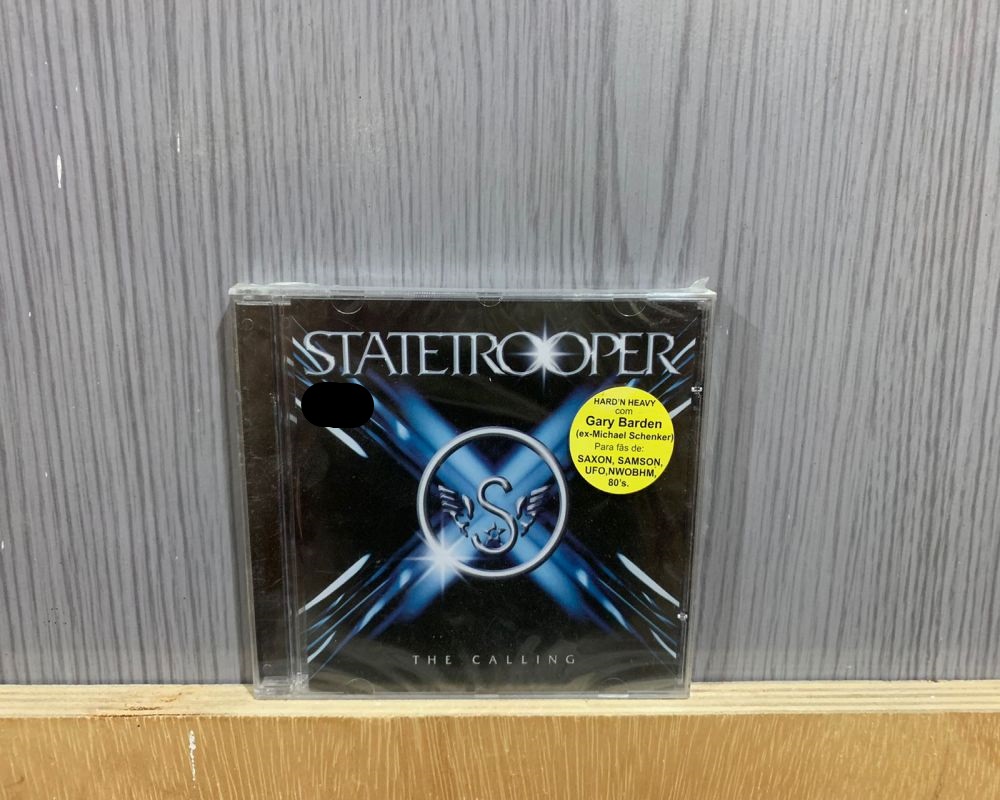 STATETROOPER
HARD'N HEAVY
com
Gary Barden
(ex-Michael Schenker)
Para fãs de:
SAXON, SAMSON,
UFO,NWOBHM,
80's.
S
THE CALLING